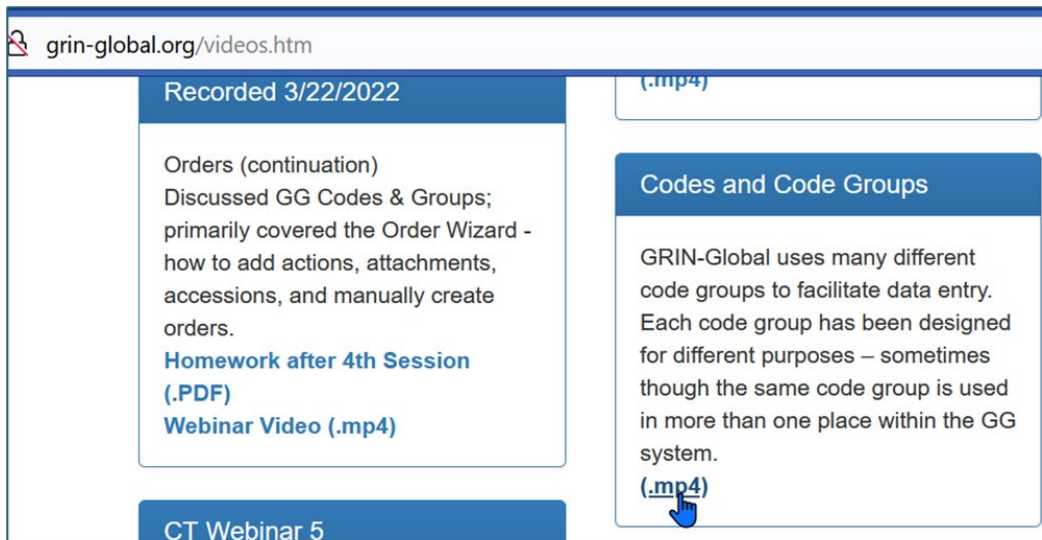 grin-global.org/videos.htm
Recorded 3/22/2022
Orders (continuation)
Discussed GG Codes & Groups;
primarily covered the Order Wizard -
how to add actions, attachments,
accessions, and manually create
orders.
Homework after 4th Session
(.PDF)
Webinar Video (.mp4)
CT Webinar 5
(.mp4)
Codes and Code Groups
GRIN-Global uses many different
code groups to facilitate data entry.
Each code group has been designed
for different purposes – sometimes
though the same code group is used
in more than one place within the GG
system.
(.mp4)